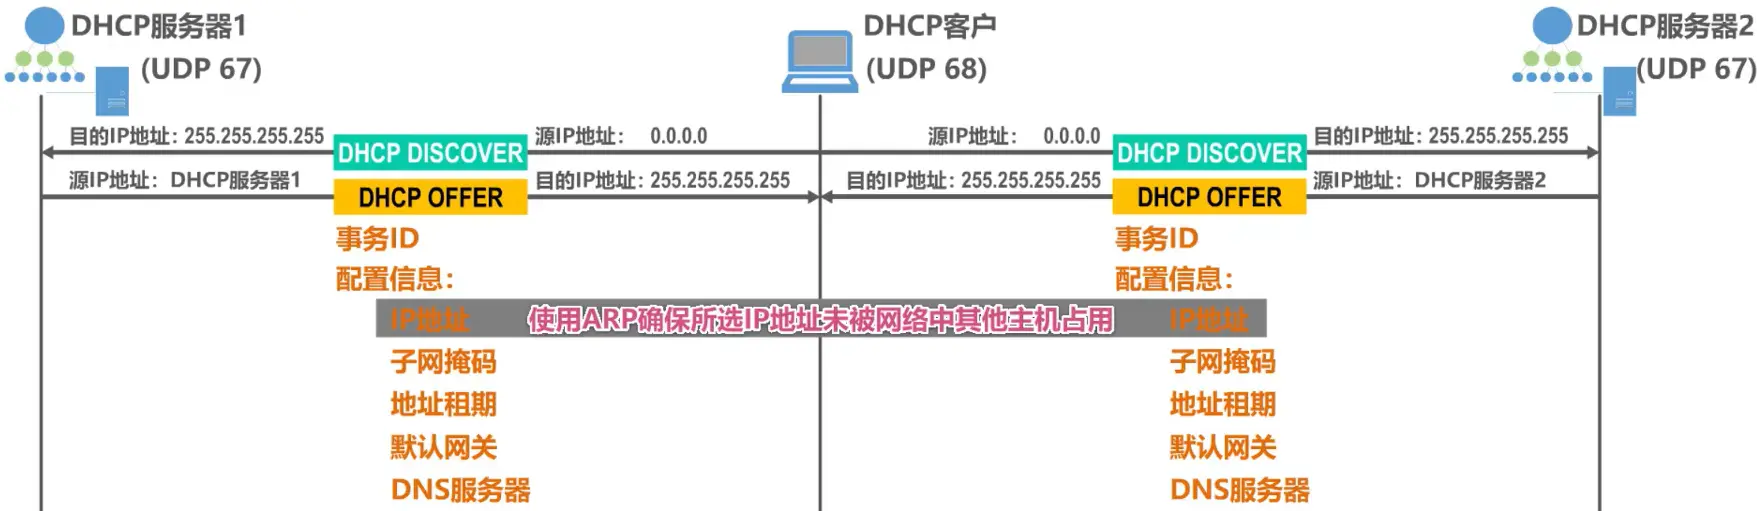 DHCP服务器1
(UDP 67)
DHCP客户
(UDP 68)
DHCP服务器2
(UDP 67)
目的IP地址: 255.255.255.255
DHCP DISCOVER
源IP地址: 0.0.0.0
源IP地址: 0.0.0.0
DHCP DISCOVER
目的IP地址: 255.255.255.255
源IP地址: DHCP服务器1
DHCP OFFER
目的IP地址: 255.255.255.255
目的IP地址: 255.255.255.255
DHCP OFFER
源IP地址: DHCP服务器2
事务ID
事务ID
配置信息:
配置信息:
IP地址
使用ARP确保所选IP地址未被网络中其他主机占用
IP地址
子网掩码
子网掩码
地址租期
地址租期
默认网关
默认网关
DNS服务器
DNS服务器